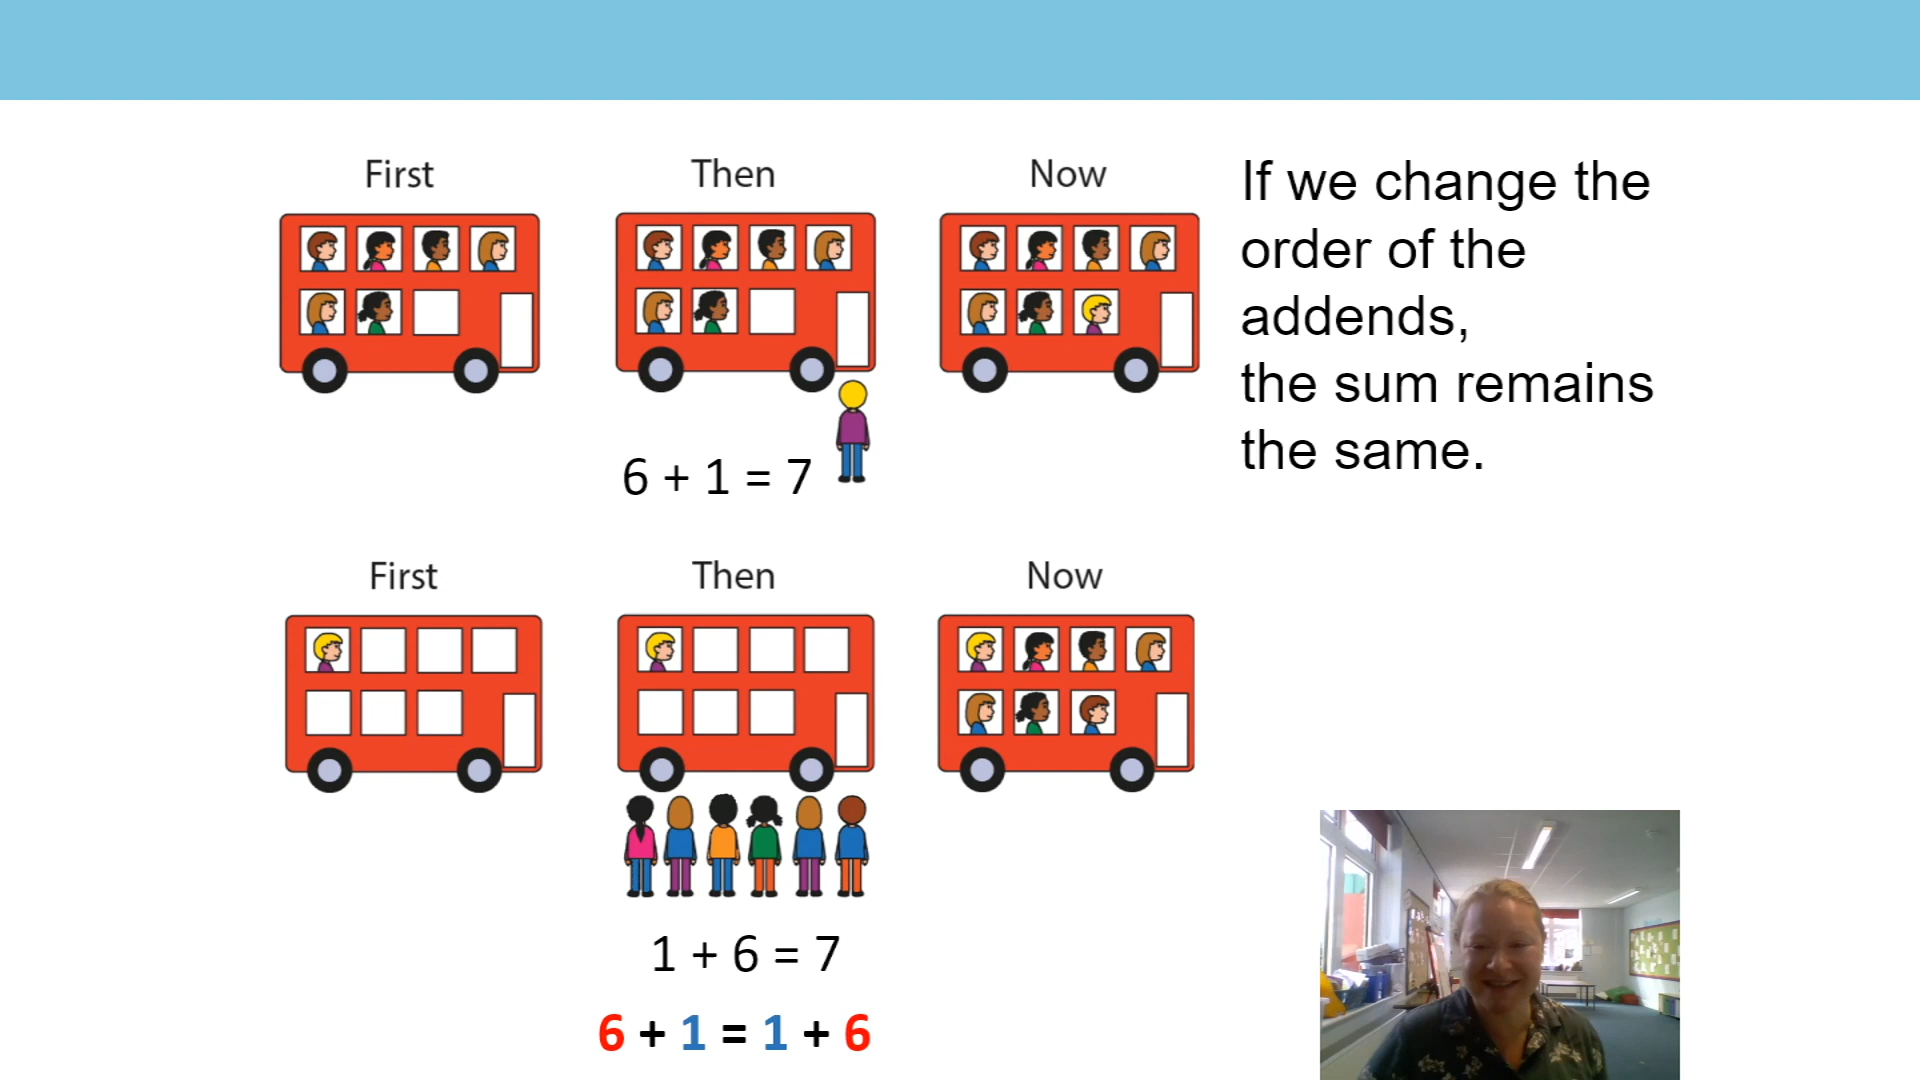 First Then Now
6 + 1 = 7
If we change the
order of the
addends,
the sum remains
the same.
First Then Now
1 + 6 = 7
6 + 1 = 1 + 6